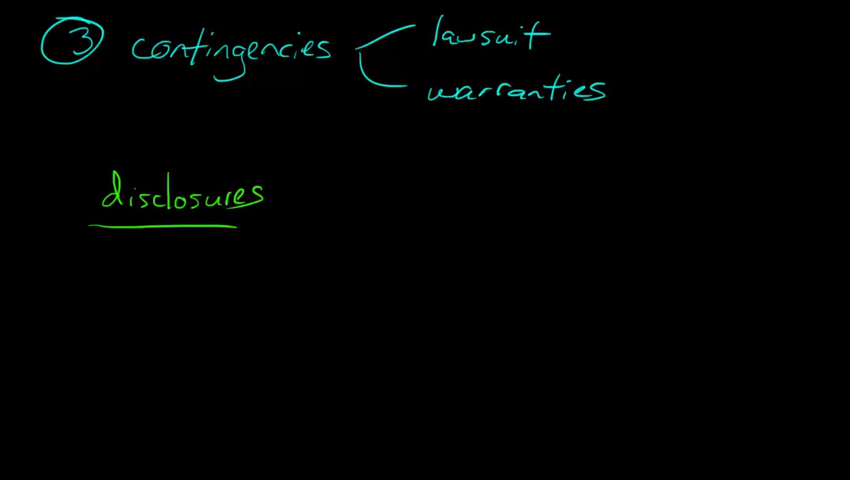 ③ contingencies
lawsuit
warranties
disclosures